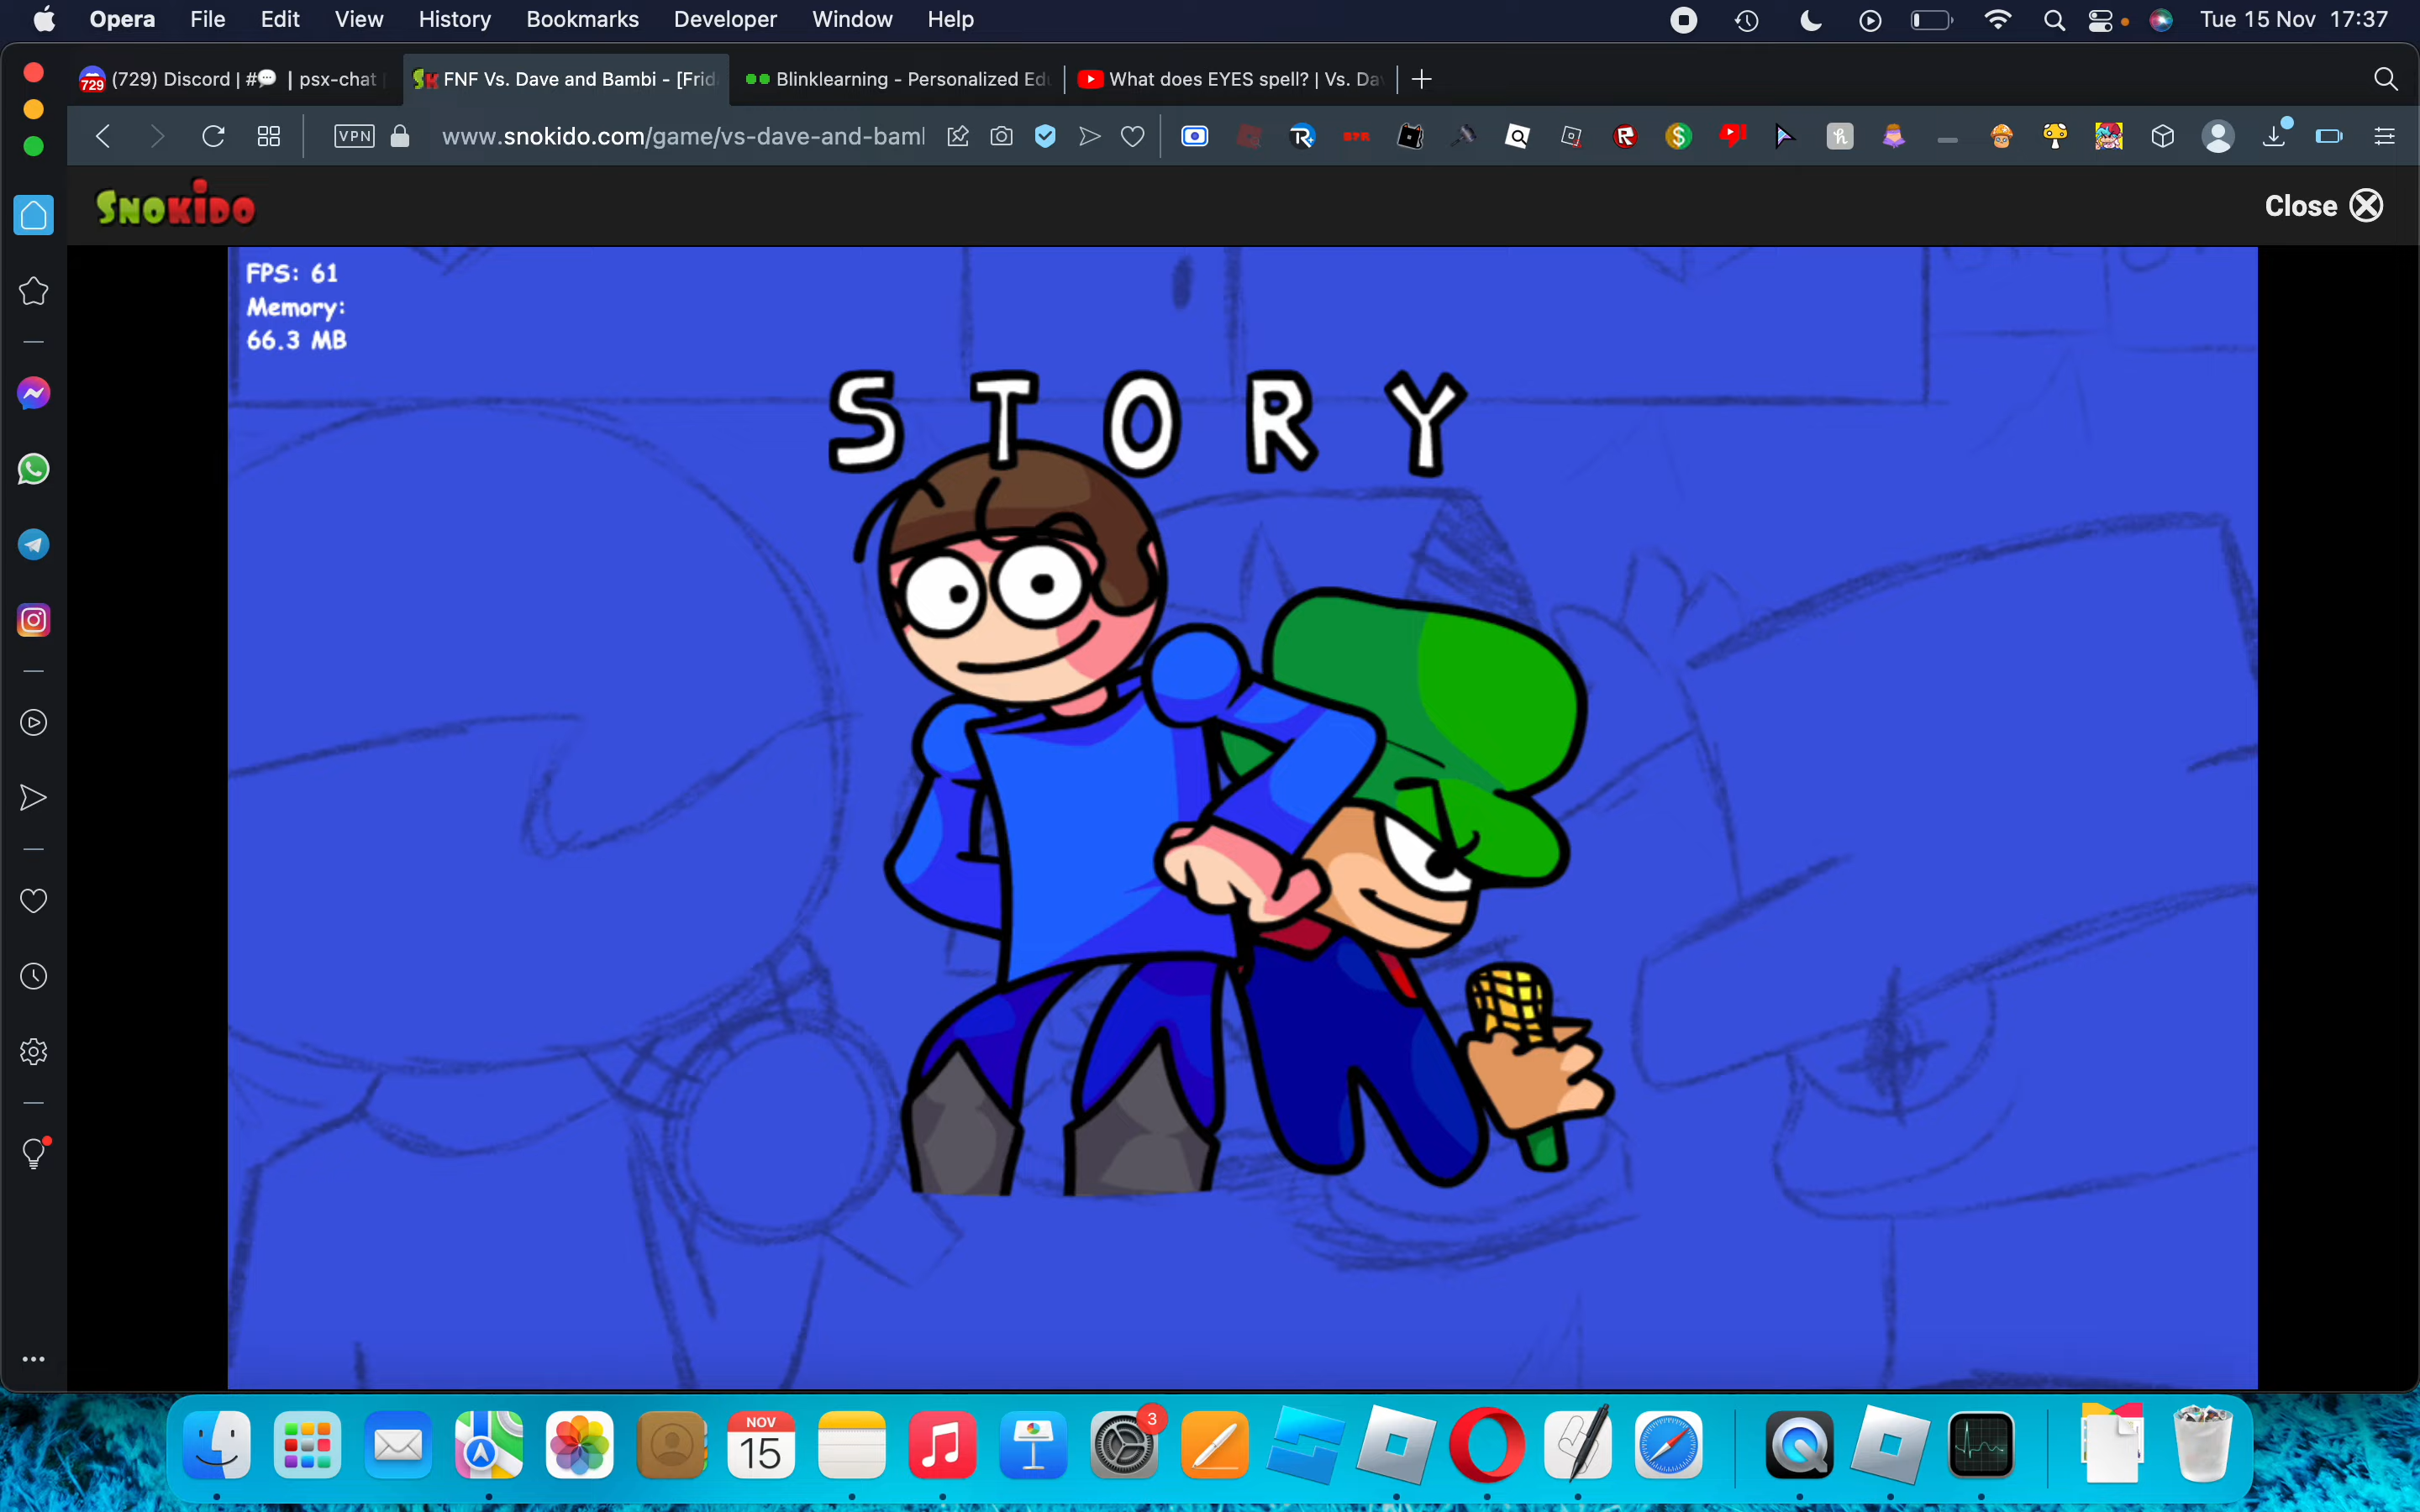 Opera File Edit View History Bookmarks Developer Window Help Tue 15 Nov 17:37
729 (729) Discord | #💬 | psx-chat FNF Vs. Dave and Bambi - [Frid Blinklearning - Personalized Ed What does EYES spell? | Vs. Da
VPN www.snokido.com/game/vs-dave-and-bam
SNOKIDO Close
FPS: 61
Memory:
66.3 MB
STORY
NOV
15
3